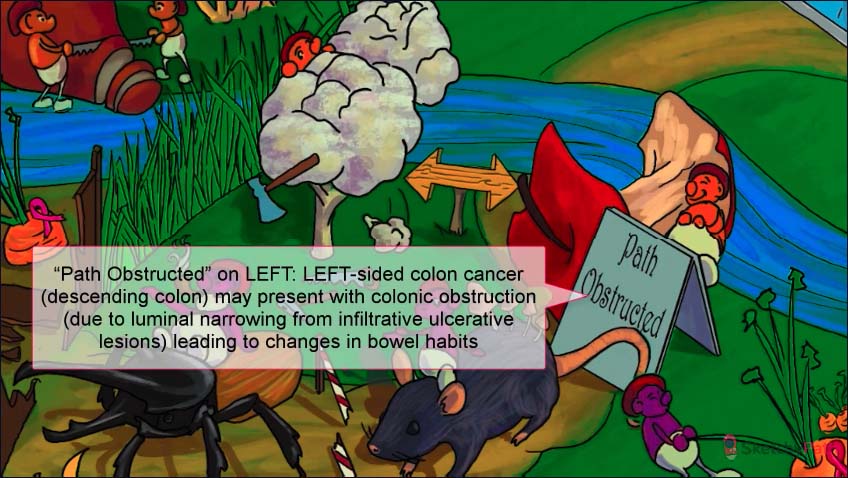 “Path Obstructed” on LEFT: LEFT-sided colon cancer
(descending colon) may present with colonic obstruction
(due to luminal narrowing from infiltrative ulcerative
lesions) leading to changes in bowel habits
Path
Obstructed